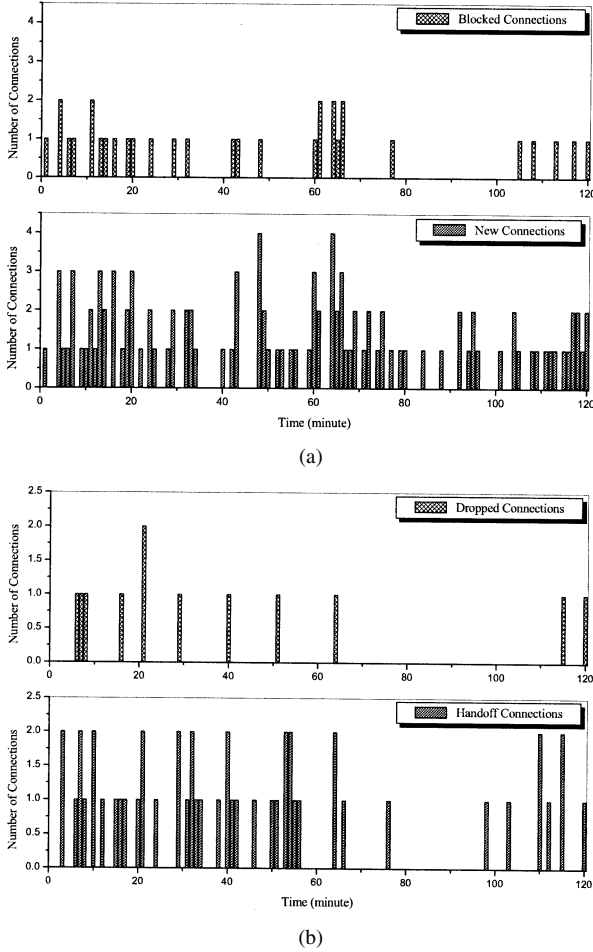 Blocked Connections
Number of Connections
4
3
2
1
0
0 20 40 60 80 100 120
New Connections
Number of Connections
4
3
2
1
0
0 20 40 60 80 100 120
Time (minute)
(a)
Dropped Connections
Number of Connections
2.5
2.0
1.5
1.0
0.5
0.0
0 20 40 60 80 100 120
Handoff Connections
Number of Connections
2.5
2.0
1.5
1.0
0.5
0.0
0 20 40 60 80 100 120
Time (minute)
(b)